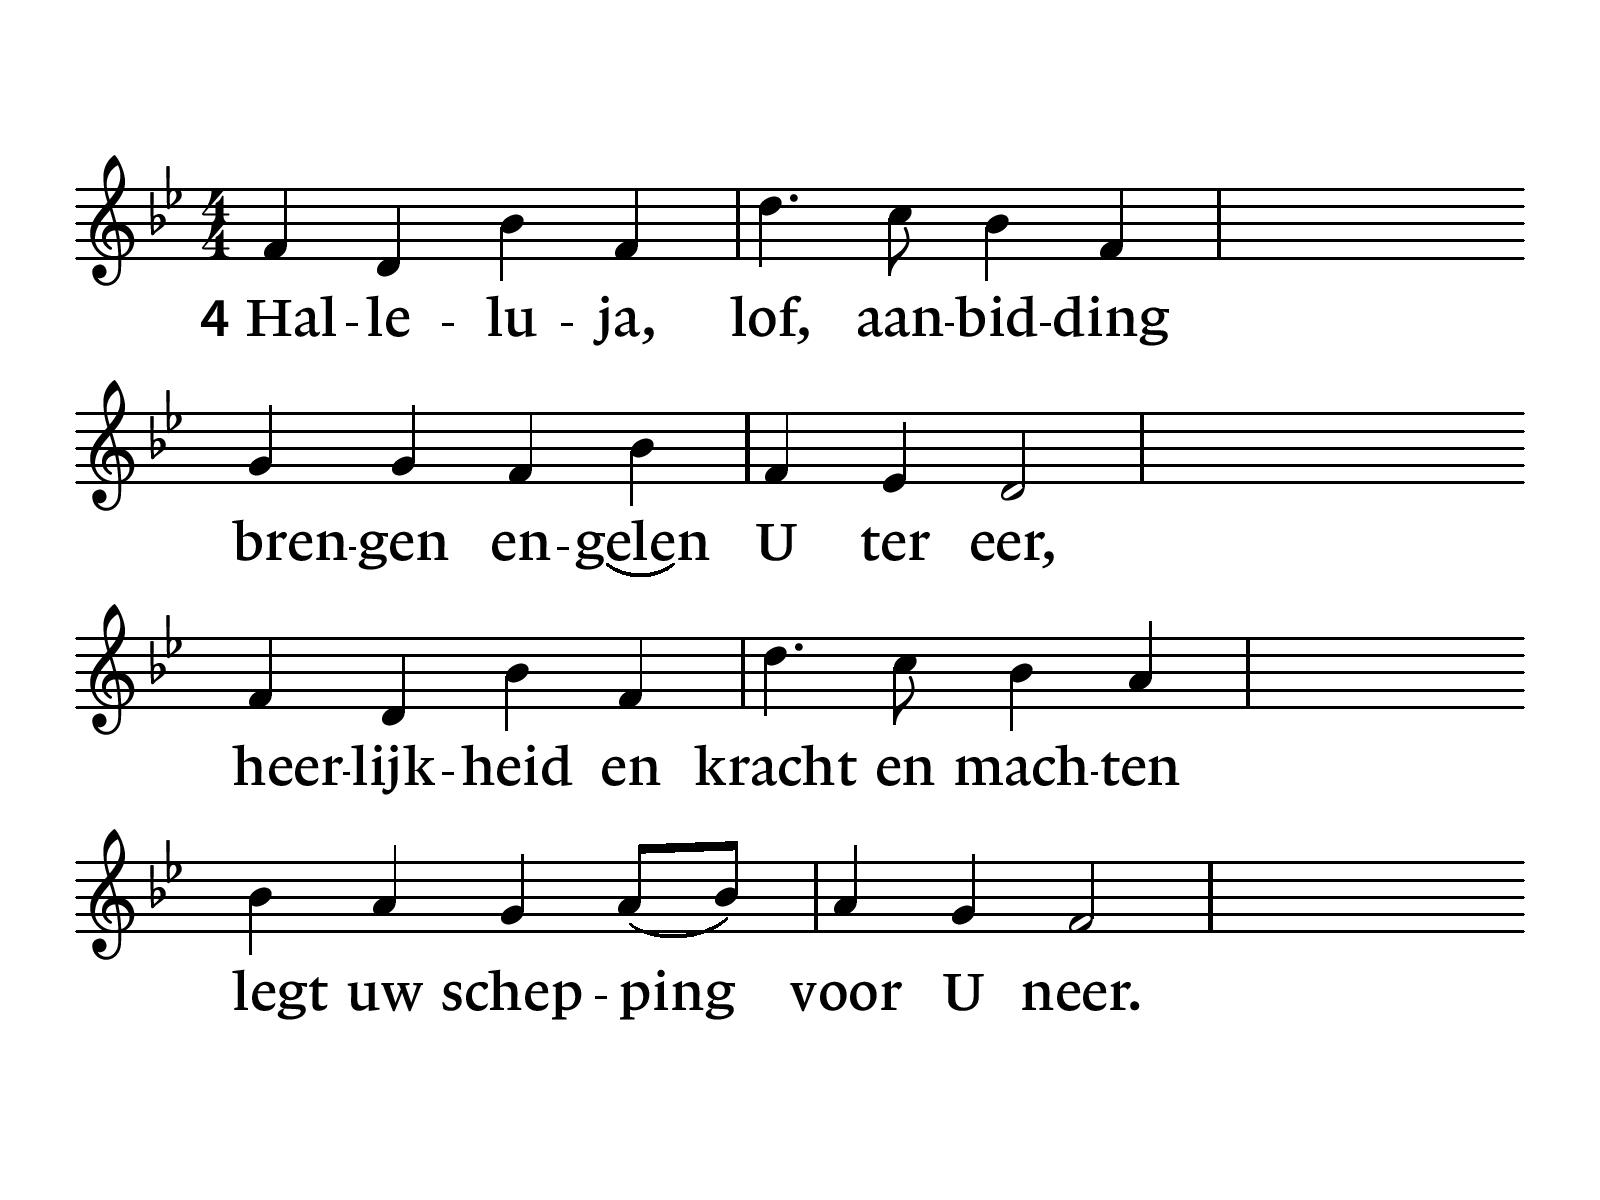 4 Hal-le - lu - ja, lof, aan-bid-ding
bren-gen en-gelen U ter eer,
heer-lijk-heid en kracht en mach-ten
legt uw schep-ping voor U neer.